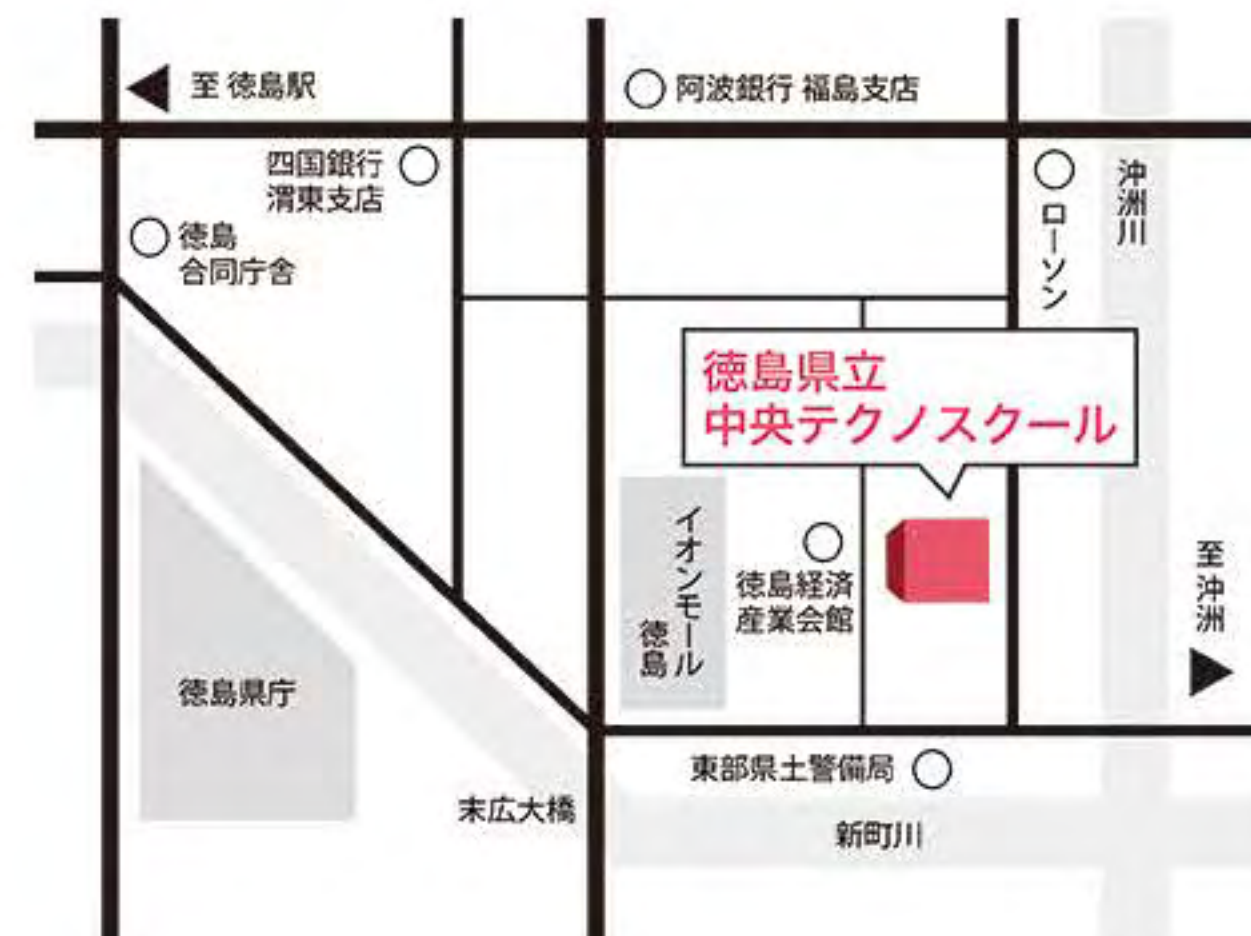 至 徳島駅
阿波銀行 福島支店
四国銀行
渭東支店
徳島
合同庁舎
ローソン
沖洲川
徳島県立
中央テクノスクール
イオンモール
徳島
徳島経済
産業会館
至 沖洲
徳島県庁
東部県土警備局
末広大橋
新町川